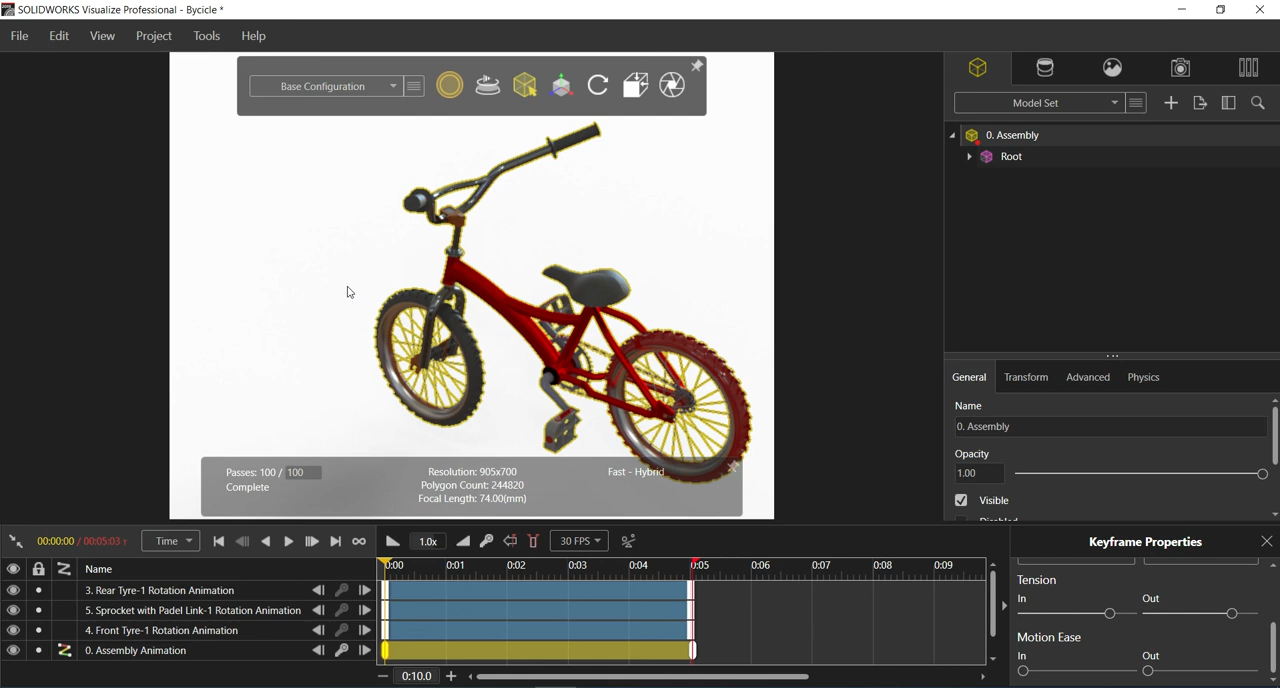 SOLIDWORKS Visualize Professional - Bycicle *
File Edit View Project Tools Help
Base Configuration
Model Set
0. Assembly
Root
General Transform Advanced Physics
Name
0. Assembly
Opacity
1.00
Visible
Disabled
Passes: 100 / 100
Complete
Resolution: 905x700
Polygon Count: 244820
Focal Length: 74.00(mm)
Fast - Hybrid
00:00:00 / 00:05:03 Time 1.0x 30 FPS
Name
0:00 0:01 0:02 0:03 0:04 0:05 0:06 0:07 0:08 0:09
3. Rear Tyre-1 Rotation Animation
5. Sprocket with Padel Link-1 Rotation Animation
4. Front Tyre-1 Rotation Animation
0. Assembly Animation
0:10.0
Keyframe Properties
Tension
In Out
Motion Ease
In Out